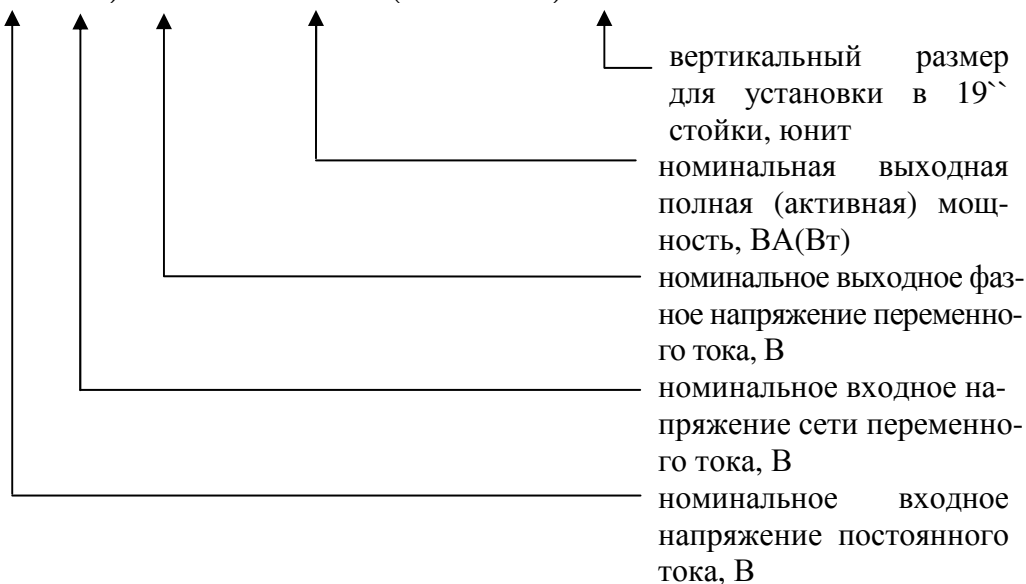 вертикальный размер
для установки в 19``
стойки, юнит
номинальная выходная
полная (активная) мощ-
ность, ВА(Вт)
номинальное выходное фаз-
ное напряжение переменно-
го тока, В
номинальное входное на-
пряжение сети переменно-
го тока, В
номинальное входное
напряжение постоянного
тока, В